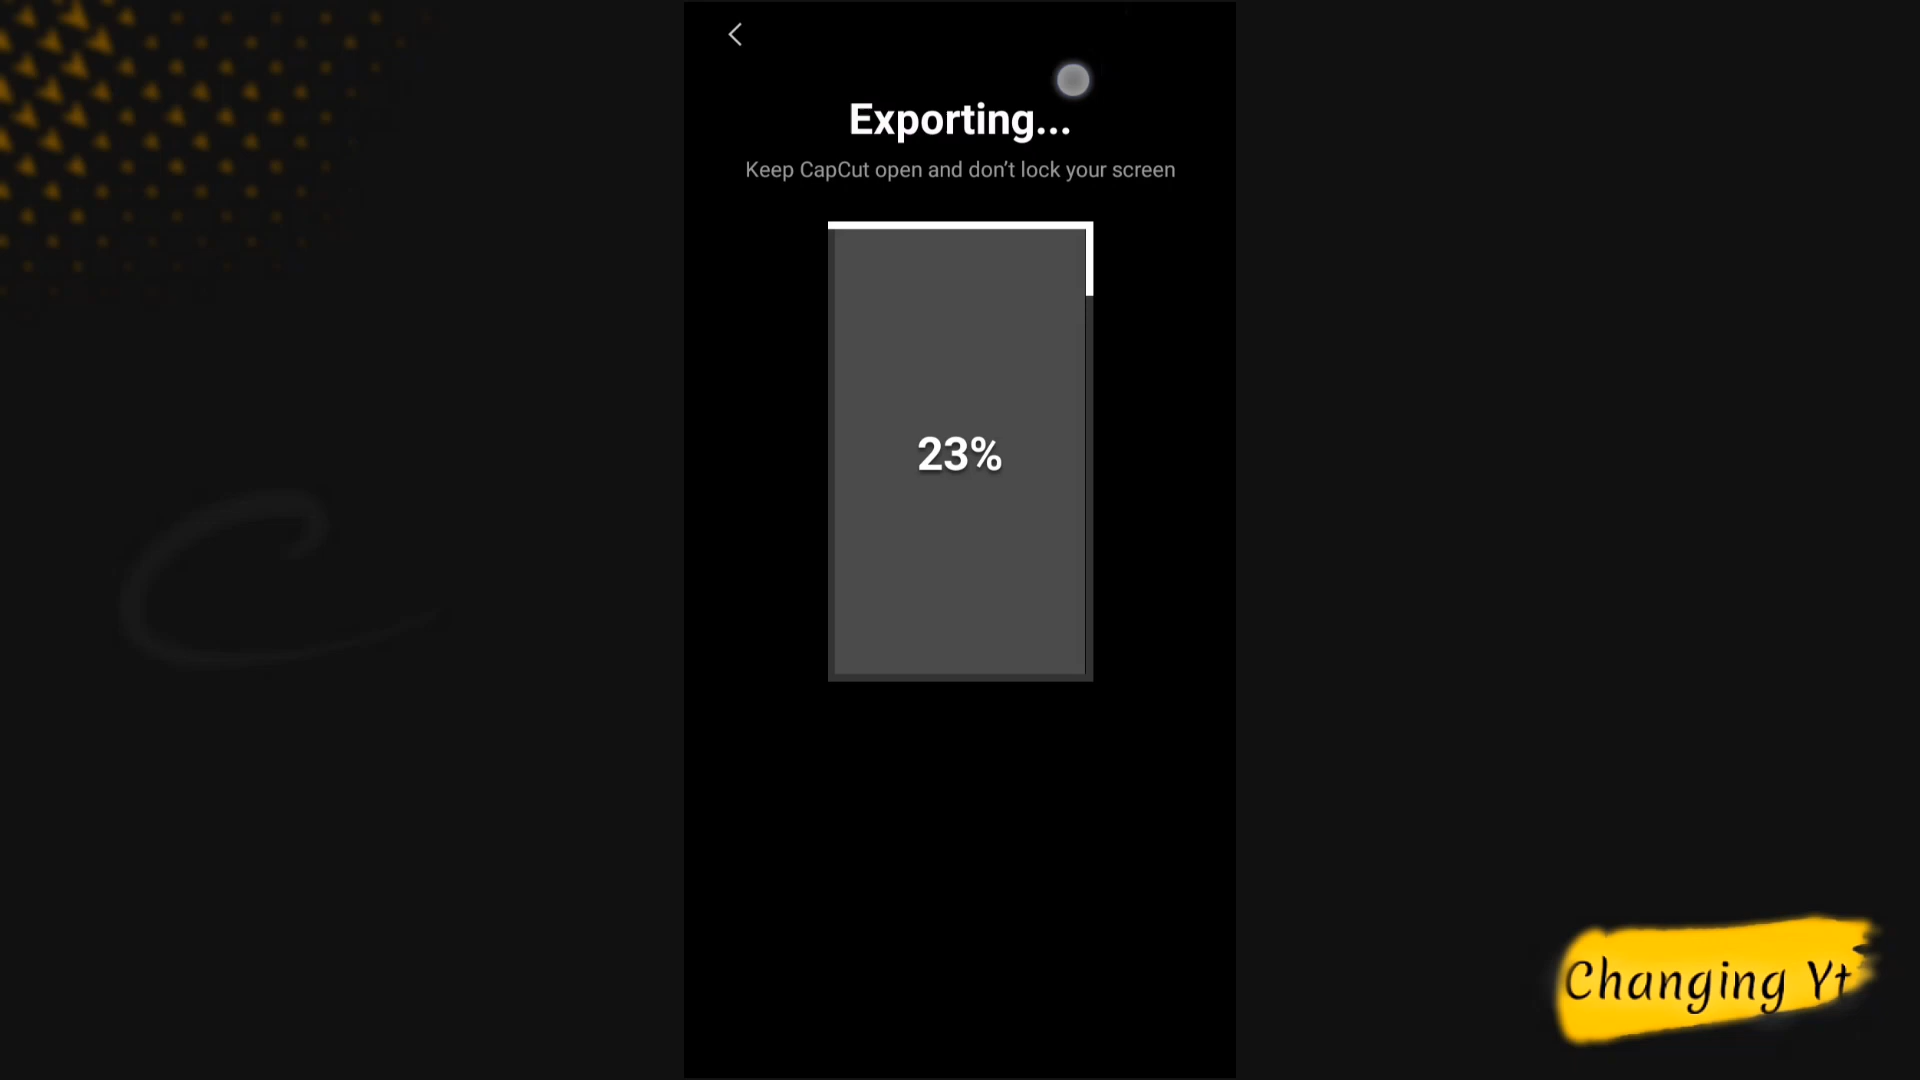 Exporting...
Keep CapCut open and don’t lock your screen
23%
Changing Yt